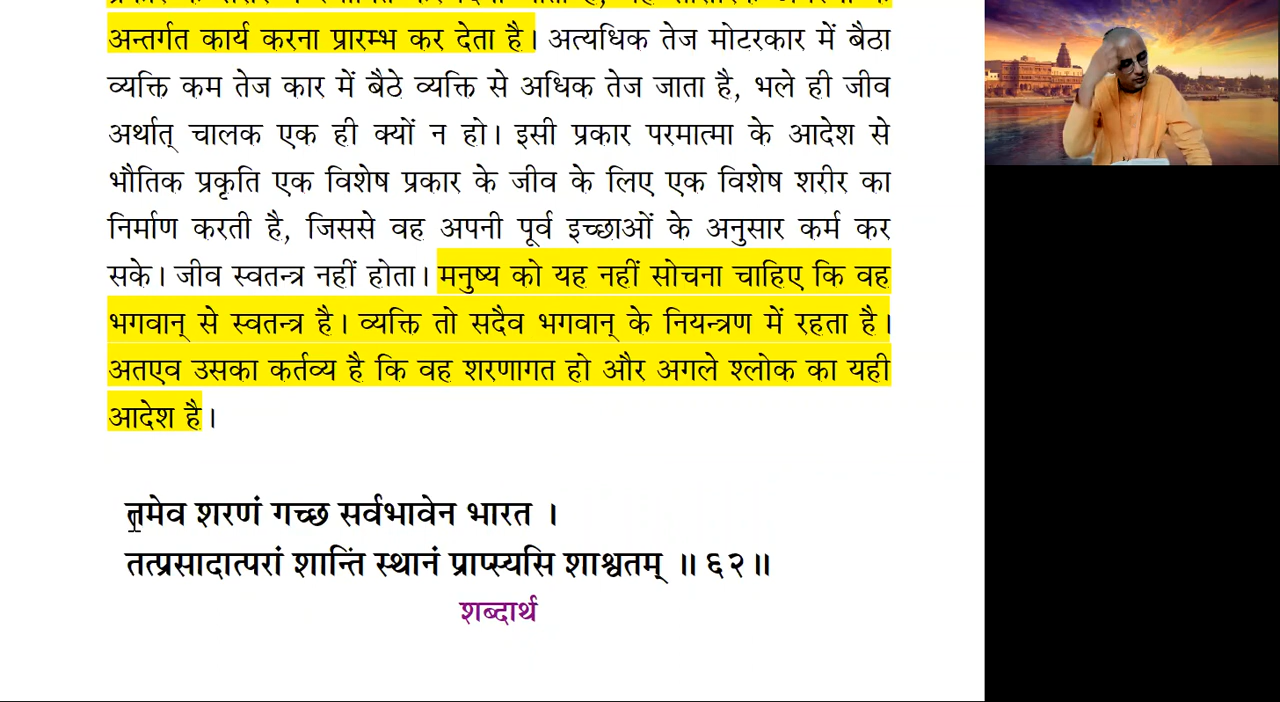 अन्तर्गत कार्य करना प्रारम्भ कर देता है। अत्यधिक तेज मोटरकार में बैठा
व्यक्ति कम तेज कार में बैठे व्यक्ति से अधिक तेज जाता है, भले ही जीव
अर्थात् चालक एक ही क्यों न हो। इसी प्रकार परमात्मा के आदेश से
भौतिक प्रकृति एक विशेष प्रकार के जीव के लिए एक विशेष शरीर का
निर्माण करती है, जिससे वह अपनी पूर्व इच्छाओं के अनुसार कर्म कर
सके। जीव स्वतन्त्र नहीं होता। मनुष्य को यह नहीं सोचना चाहिए कि वह
भगवान् से स्वतन्त्र है। व्यक्ति तो सदैव भगवान् के नियन्त्रण में रहता है।
अतएव उसका कर्तव्य है कि वह शरणागत हो और अगले श्लोक का यही
आदेश है।
तमेव शरणं गच्छ सर्वभावेन भारत ।
तत्प्रसादात्परां शान्तिं स्थानं प्राप्स्यसि शाश्वतम् ॥ ६२॥
शब्दार्थ